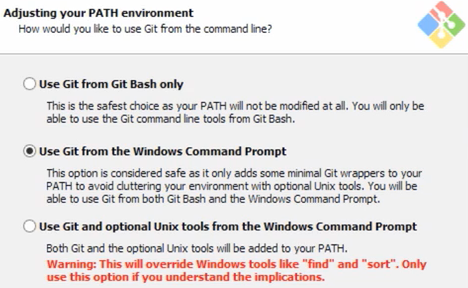 Adjusting your PATH environment
How would you like to use Git from the command line?
Use Git from Git Bash only
This is the safest choice as your PATH will not be modified at all. You will only be
able to use the Git command line tools from Git Bash.
Use Git from the Windows Command Prompt
This option is considered safe as it only adds some minimal Git wrappers to your
PATH to avoid cluttering your environment with optional Unix tools. You will be
able to use Git from both Git Bash and the Windows Command Prompt.
Use Git and optional Unix tools from the Windows Command Prompt
Both Git and the optional Unix tools will be added to your PATH.
Warning: This will override Windows tools like "find" and "sort". Only
use this option if you understand the implications.